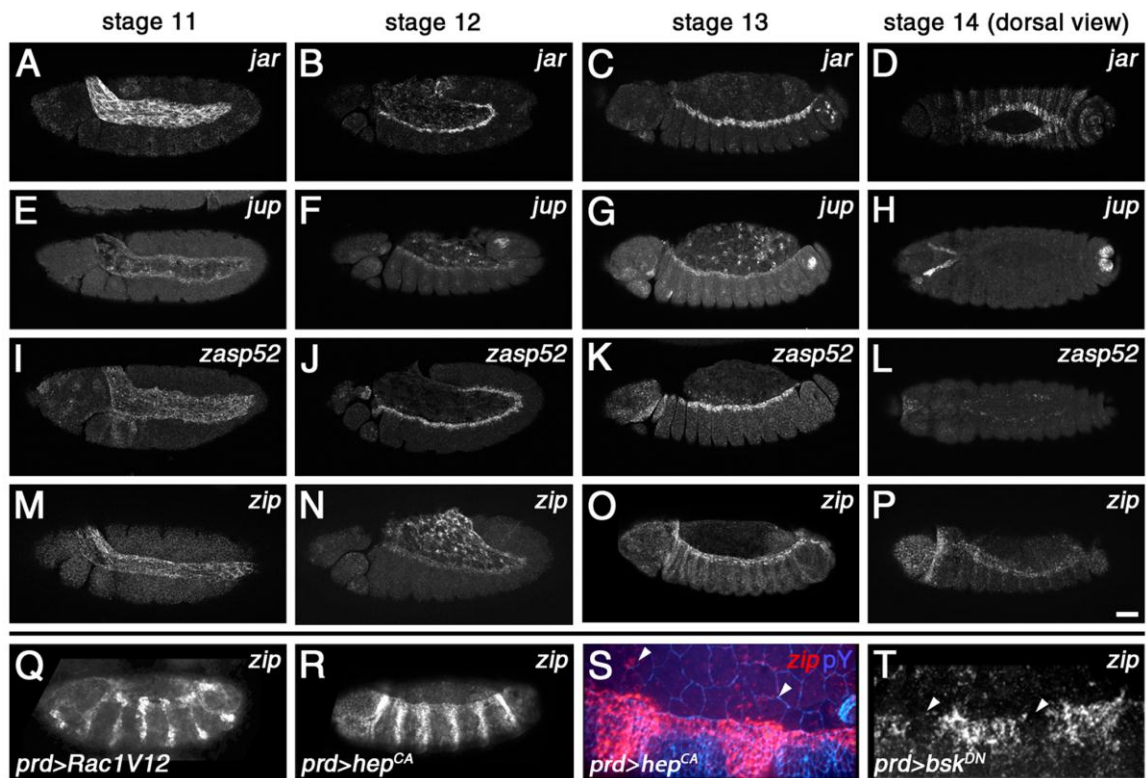 stage 11 stage 12 stage 13 stage 14 (dorsal view)
A jar B jar C jar D jar
E jup F jup G jup H jup
I zasp52 J zasp52 K zasp52 L zasp52
M zip N zip O zip P zip
Q zip R zip S zip pY T zip
prd>Rac1V12 prd>hepCA prd>hepCA prd>bskDN